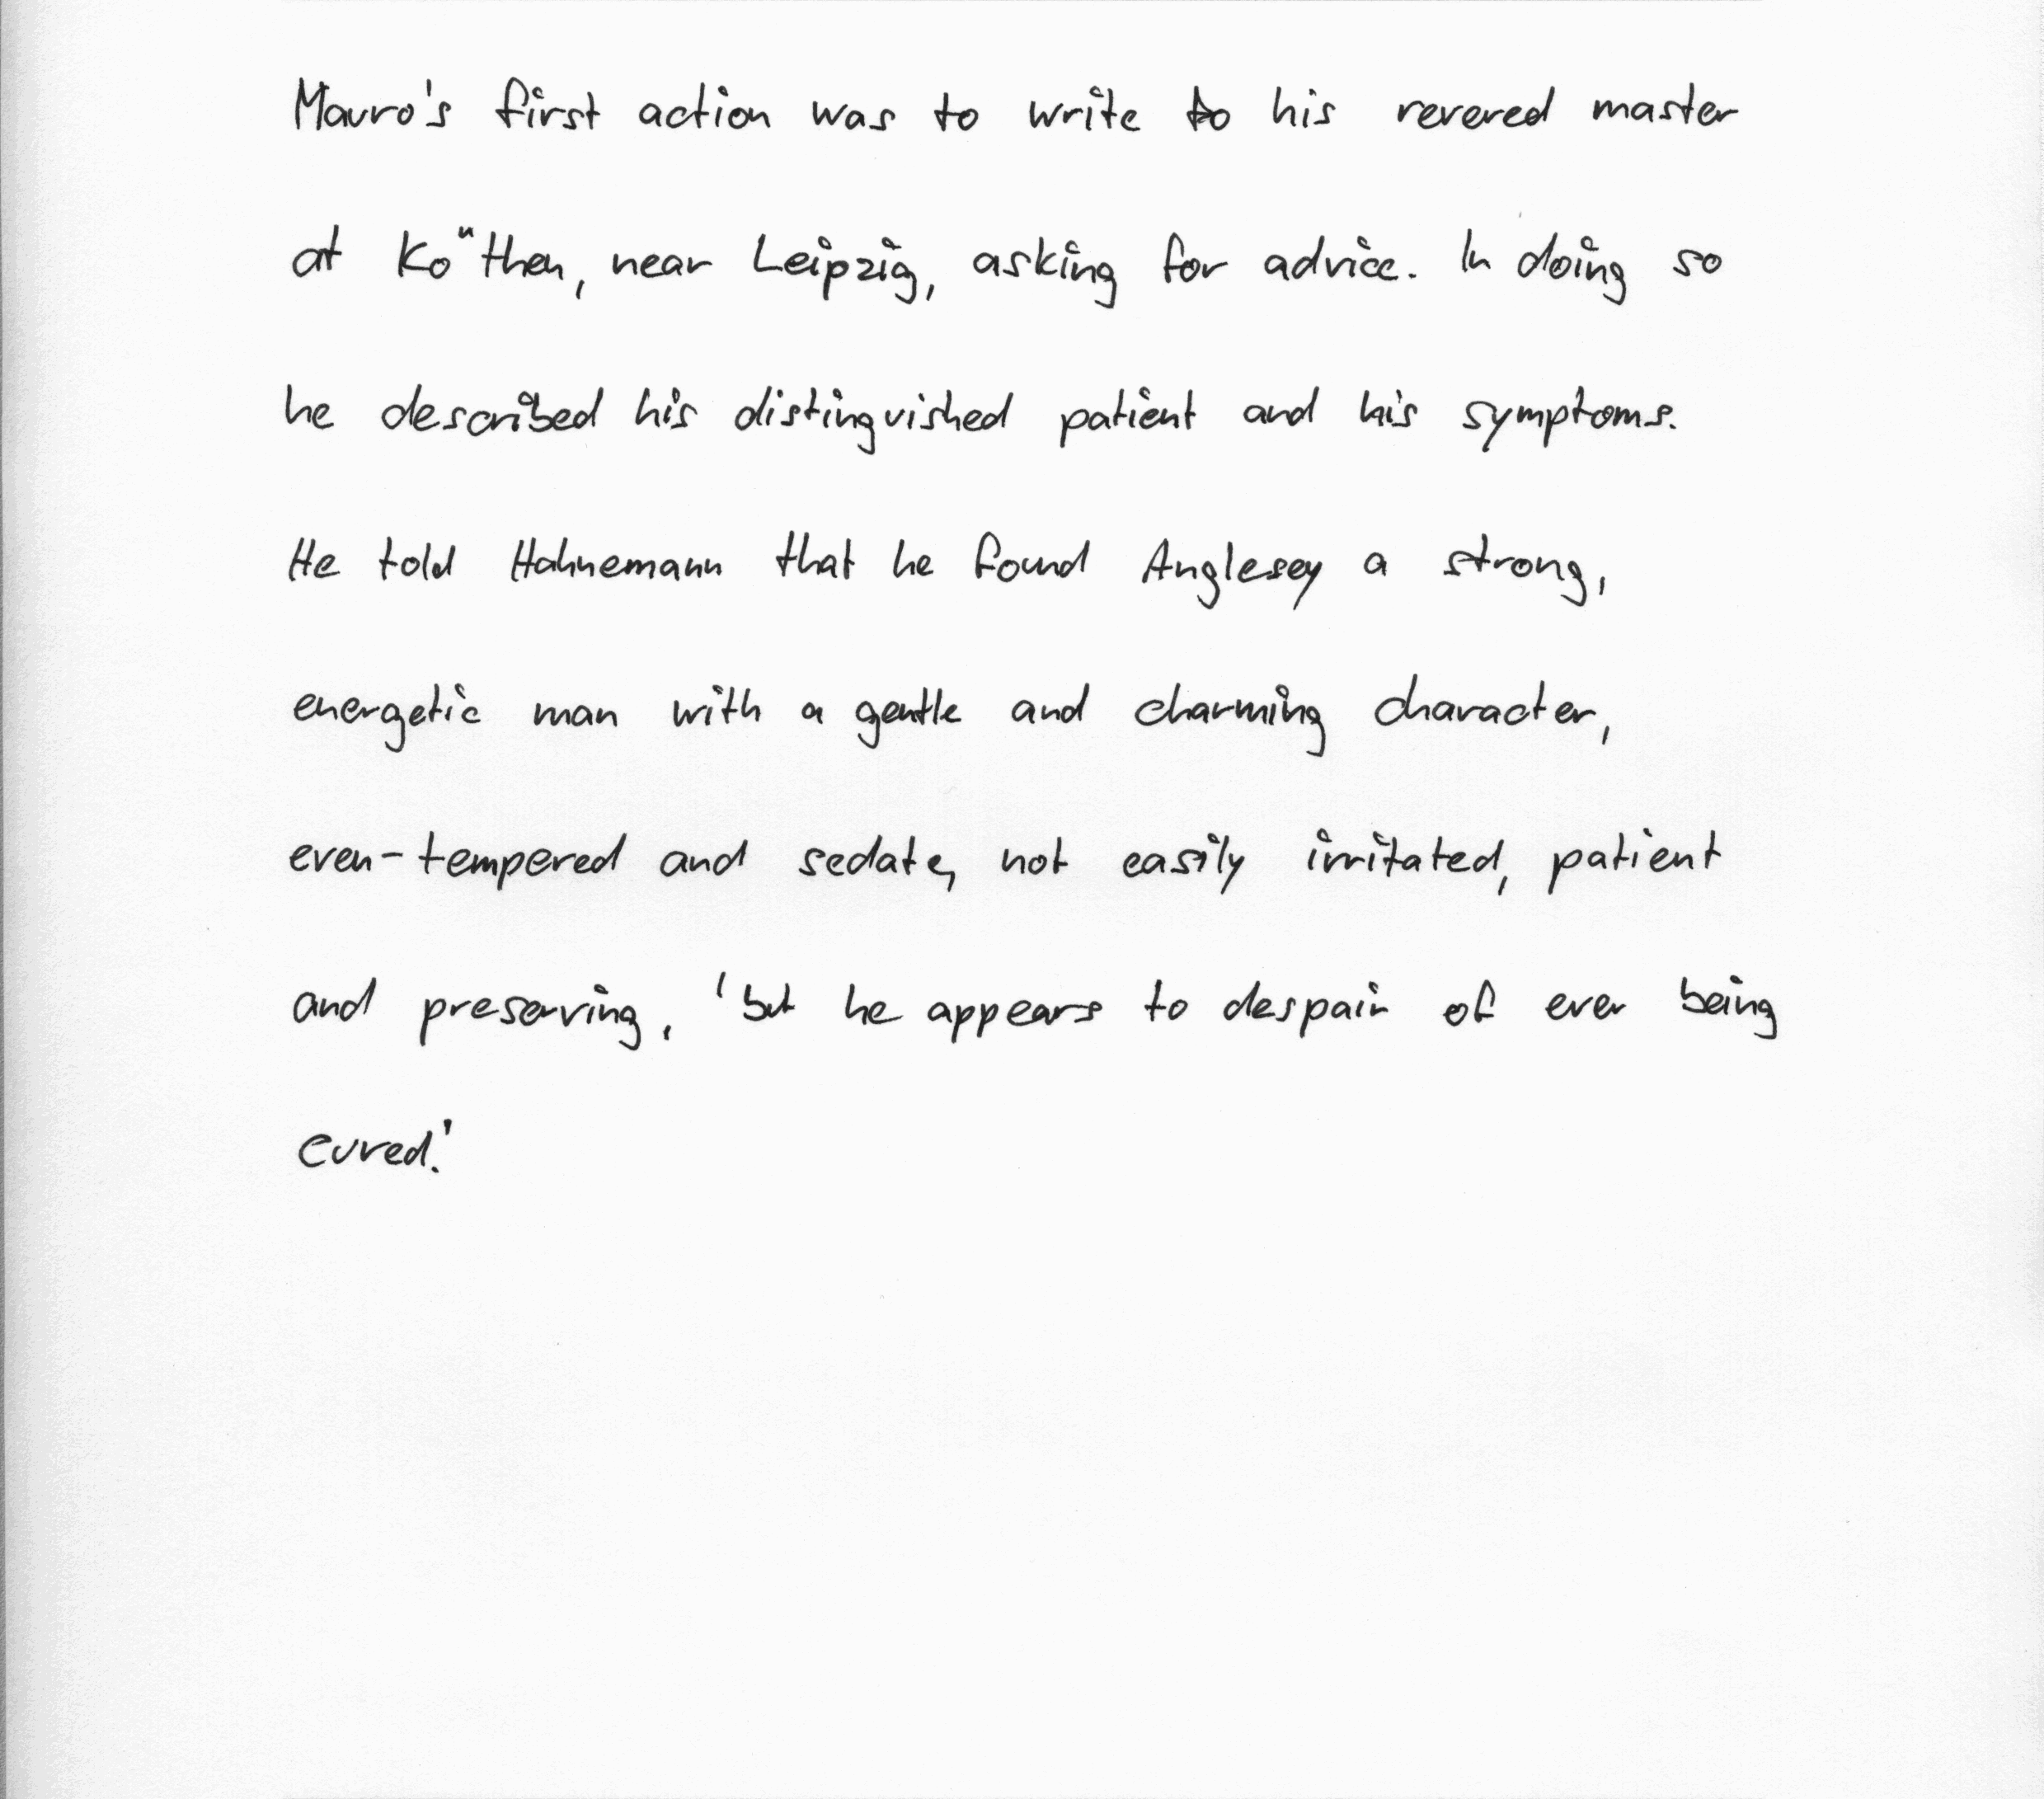 Mauro's first action was to write to his revered master
at Ko"then, near Leipzig, asking for advice. In doing so
he described his distinguished patient and his symptoms.
He told Hahnemann that he found Anglesey a strong,
energetic man with a gentle and charming character,
even-tempered and sedate, not easily irritated, patient
and preserving, 'but he appears to despair of ever being
cured.'